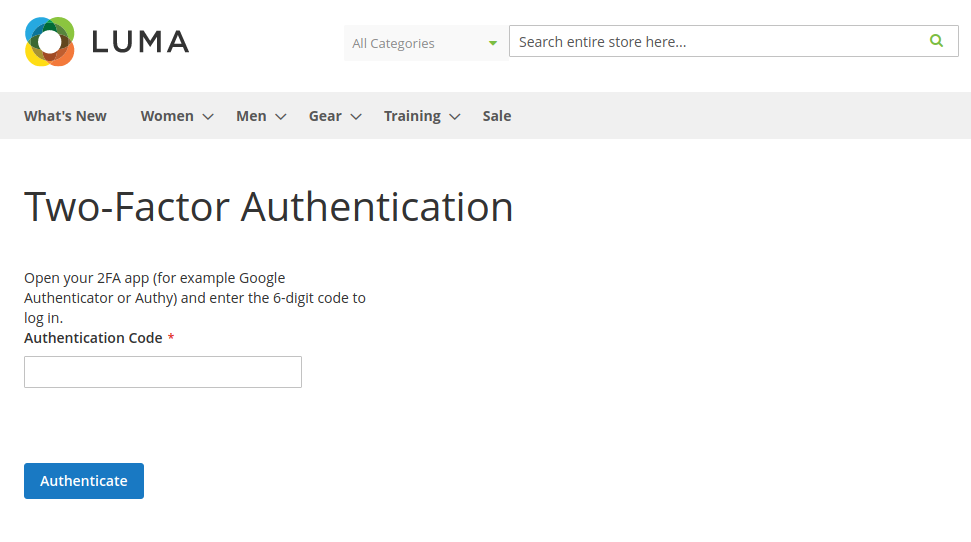 LUMA
All Categories
Search entire store here...
What's New Women Men Gear Training Sale
Two-Factor Authentication
Open your 2FA app (for example Google
Authenticator or Authy) and enter the 6-digit code to
log in.
Authentication Code *
Authenticate